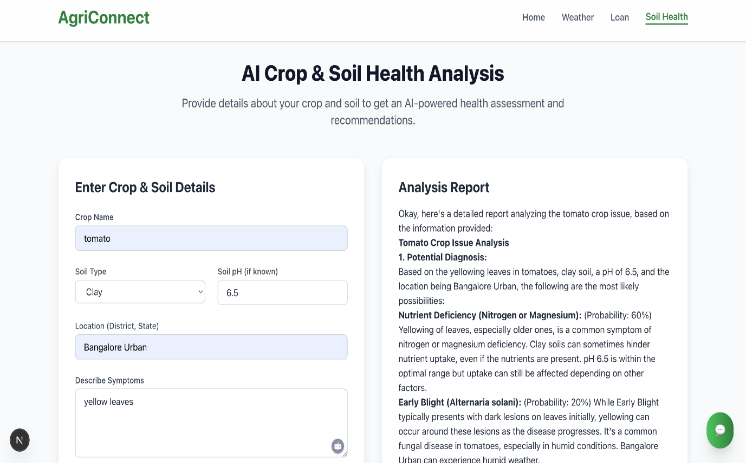 AgriConnect
Home Weather Loan Soil Health
AI Crop & Soil Health Analysis
Provide details about your crop and soil to get an AI-powered health assessment and
recommendations.
Enter Crop & Soil Details
Crop Name
tomato
Soil Type Soil pH (if known)
Clay 6.5
Location (District, State)
Bangalore Urban
Describe Symptoms
yellow leaves
N
Analysis Report
Okay, here's a detailed report analyzing the tomato crop issue, based on
the information provided:
Tomato Crop Issue Analysis
1. Potential Diagnosis:
Based on the yellowing leaves in tomatoes, clay soil, a pH of 6.5, and the
location being Bangalore Urban, the following are the most likely
possibilities:
Nutrient Deficiency (Nitrogen or Magnesium): (Probability: 60%)
Yellowing of leaves, especially older ones, is a common symptom of
nitrogen or magnesium deficiency. Clay soils can sometimes hinder
nutrient uptake, even if the nutrients are present. pH 6.5 is within the
optimal range but uptake can still be affected depending on other
factors.
Early Blight (Alternaria solani): (Probability: 20%) While Early Blight
typically presents with dark lesions on leaves initially, yellowing can
occur around these lesions as the disease progresses. It's a common
fungal disease in tomatoes, especially in humid conditions. Bangalore
Urban can experience humid weather.